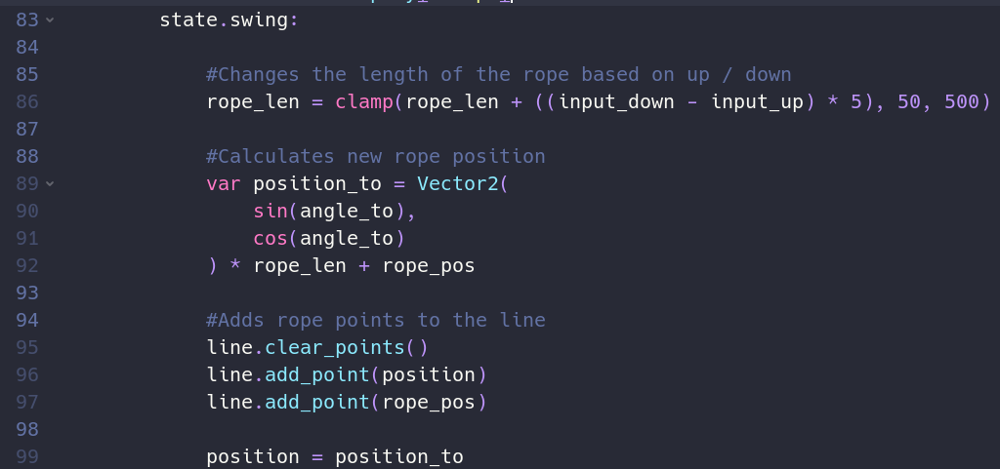 83 state.swing:
84
85 #Changes the length of the rope based on up / down
86 rope_len = clamp(rope_len + ((input_down - input_up) * 5), 50, 500)
87
88 #Calculates new rope position
89 var position_to = Vector2(
90 sin(angle_to),
91 cos(angle_to)
92 ) * rope_len + rope_pos
93
94 #Adds rope points to the line
95 line.clear_points()
96 line.add_point(position)
97 line.add_point(rope_pos)
98
99 position = position_to